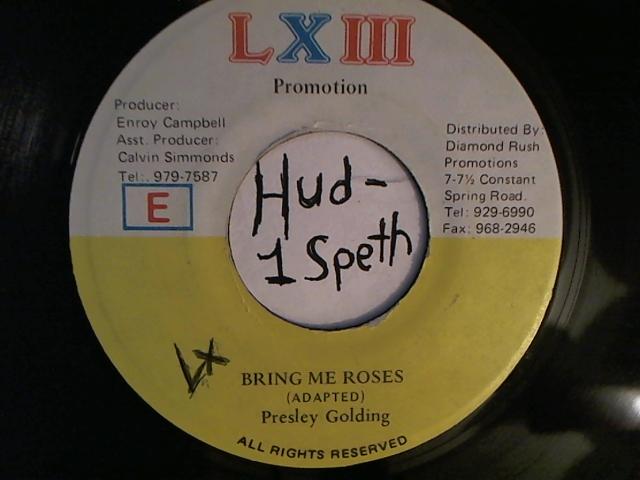 LXIII
Promotion
Producer:
Enroy Campbell
Asst. Producer:
Calvin Simmonds
Tel:. 979-7587
E
Distributed By:
Diamond Rush
Promotions
7-7½ Constant
Spring Road.
Tel: 929-6990
Fax: 968-2946
Hud-
1 Speth
V+
BRING ME ROSES
(ADAPTED)
Presley Golding
ALL RIGHTS RESERVED